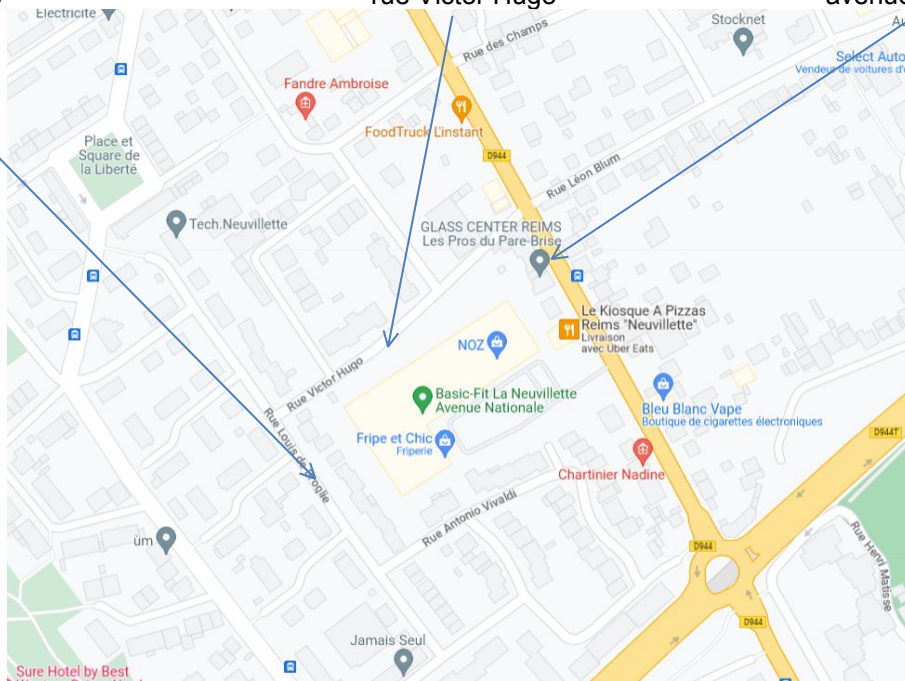 rue Victor Hugo
avenue
Electricite
Stocknet
Rue des Champs
Select Auto
Vendeur de voitures d'o
Fandre Ambroise
FoodTruck L'instant
Place et
Square de
la Liberté
D944
Rue Léon Blum
Tech.Neuvillette
GLASS CENTER REIMS
Les Pros du Pare-Brise
Le Kiosque A Pizzas
Reims "Neuvillette"
Livraison
avec Uber Eats
NOZ
Rue Victor Hugo
Basic-Fit La Neuvillette
Avenue Nationale
Bleu Blanc Vape
Boutique de cigarettes électroniques
Rue Louis de Broglie
Fripe et Chic
Friperie
D944T
Chartinier Nadine
Rue Antonio Vivaldi
ùm
D944
Rue Henri Matisse
D944
Jamais Seul
Sure Hotel by Best